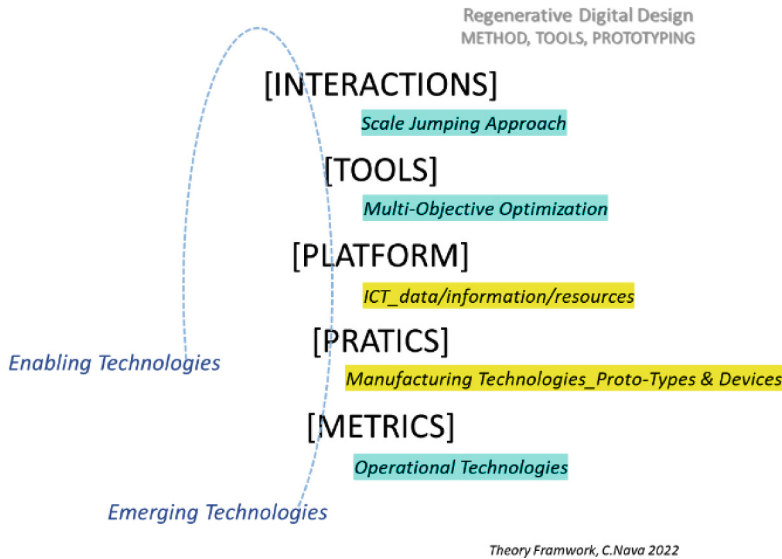 Regenerative Digital Design
METHOD, TOOLS, PROTOTYPING
[INTERACTIONS]
Scale Jumping Approach
[TOOLS]
Multi-Objective Optimization
[PLATFORM]
ICT_data/information/resources
[PRATICS]
Enabling Technologies
Manufacturing Technologies_Proto-Types & Devices
[METRICS]
Operational Technologies
Emerging Technologies
Theory Framwork, C.Nava 2022